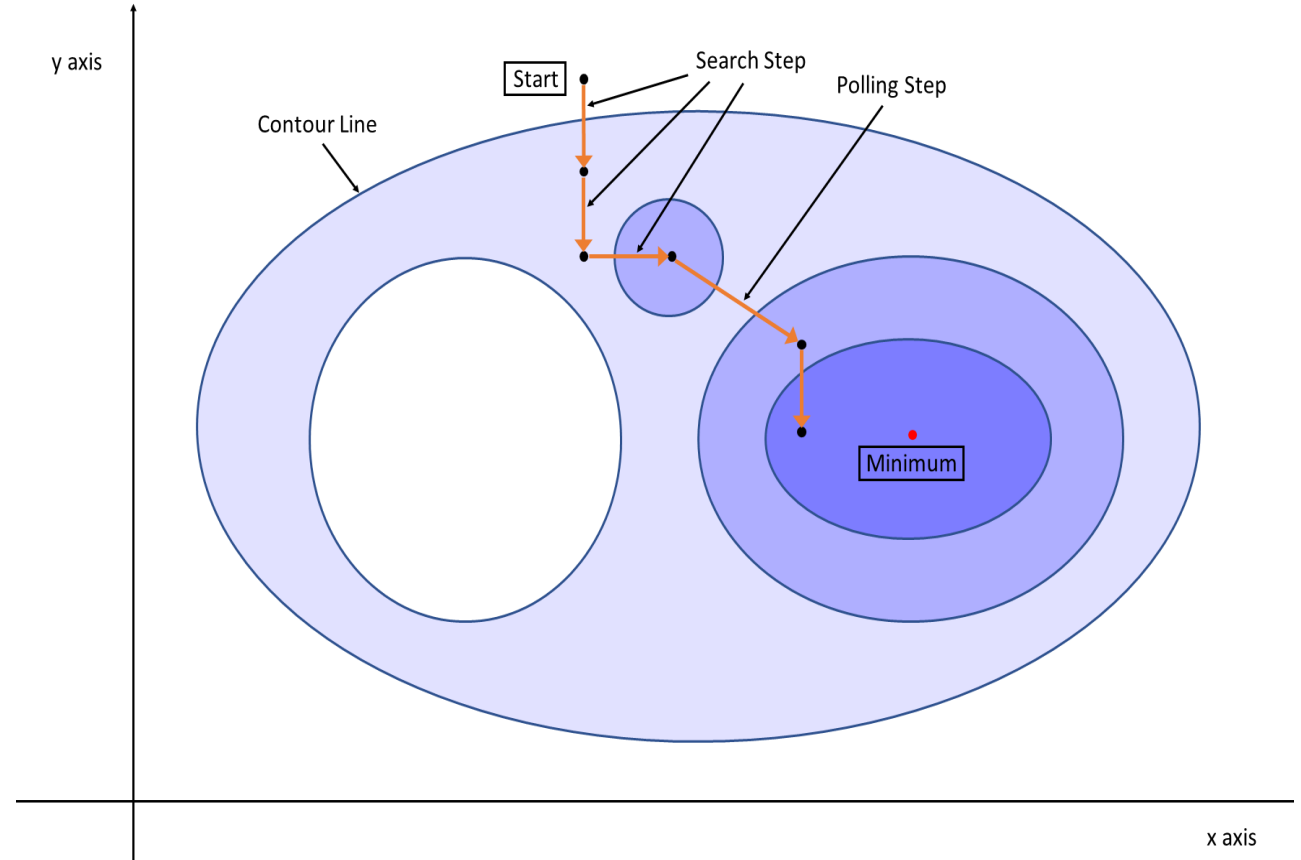 y axis
Start
Search Step
Polling Step
Contour Line
Minimum
x axis